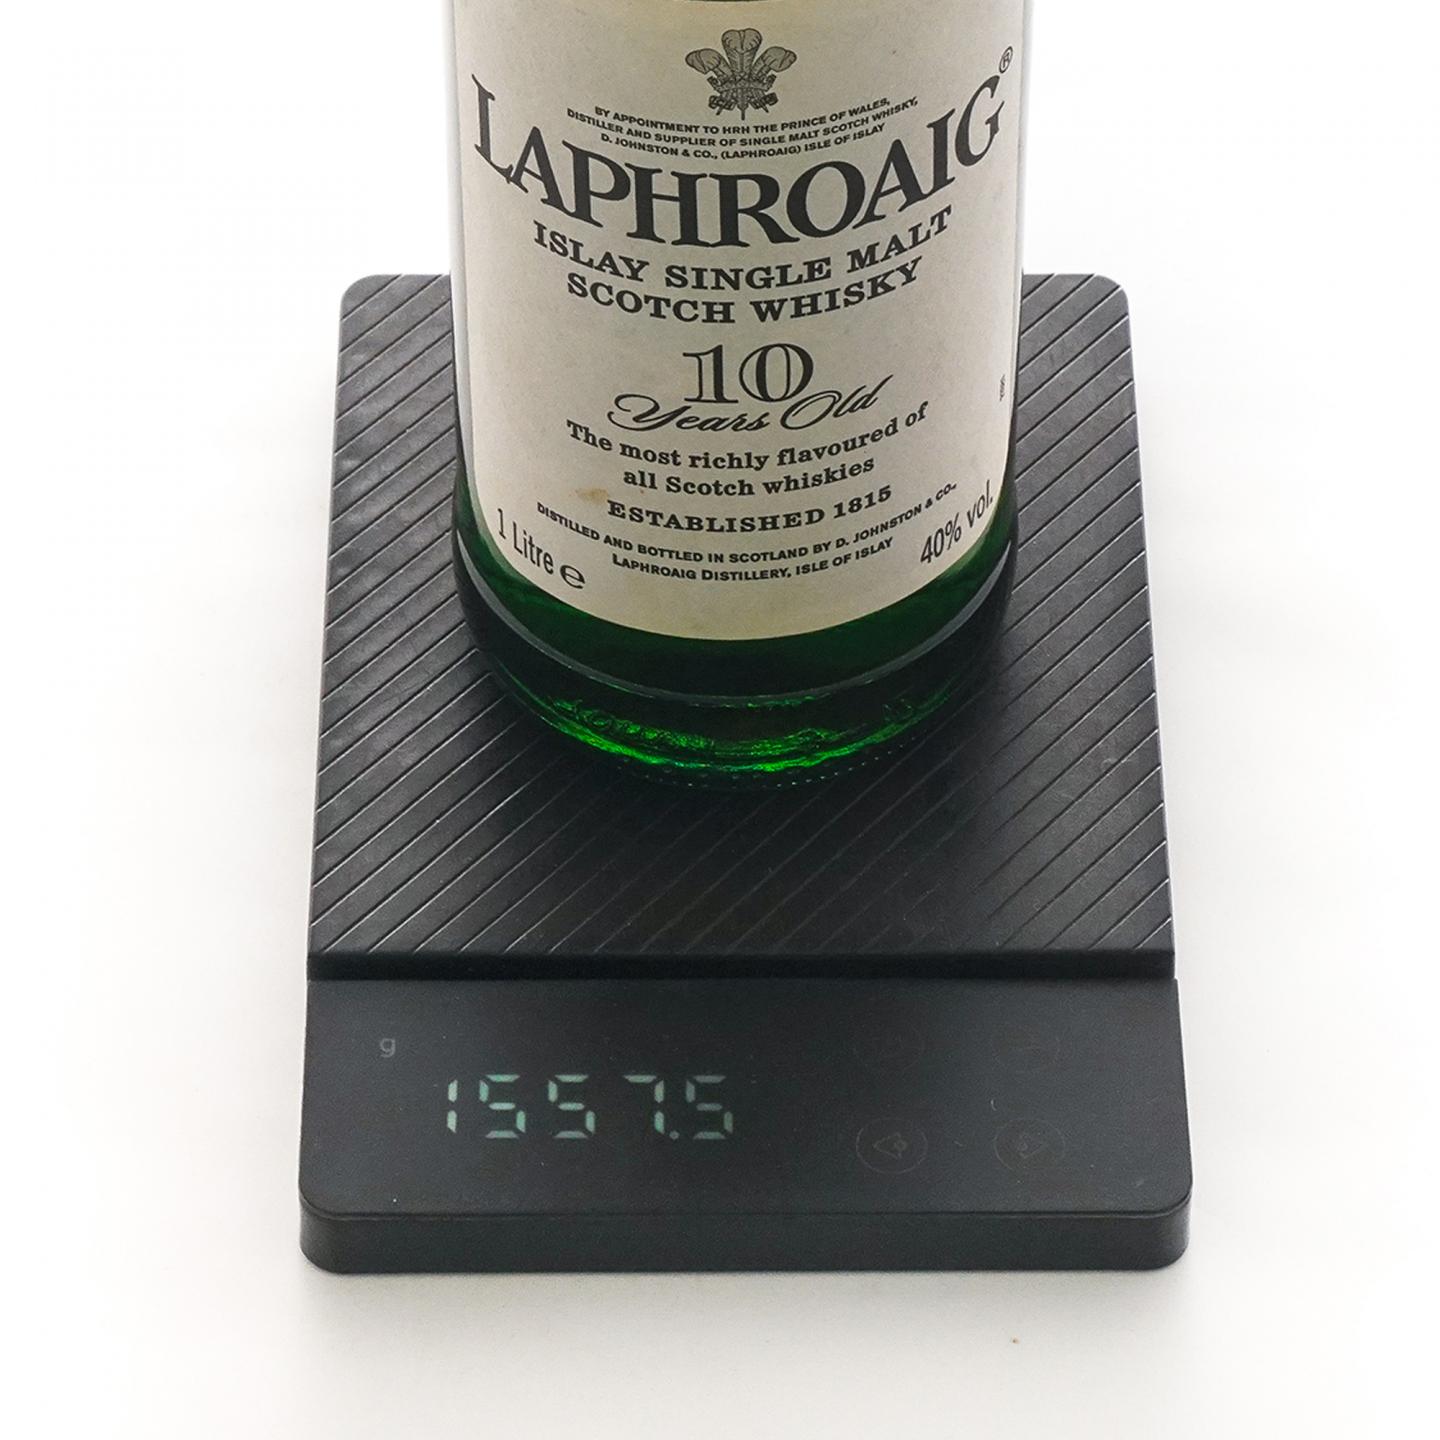 BY APPOINTMENT TO HRH THE PRINCE OF WALES,
DISTILLER AND SUPPLIER OF SINGLE MALT SCOTCH WHISKY,
D. JOHNSTON & CO., (LAPHROAIG) ISLE OF ISLAY
LAPHROAIG®
ISLAY SINGLE MALT
SCOTCH WHISKY
10
Years Old
The most richly flavoured of
all Scotch whiskies
ESTABLISHED 1815
DISTILLED AND BOTTLED IN SCOTLAND BY D. JOHNSTON & CO.,
LAPHROAIG DISTILLERY, ISLE OF ISLAY
1 Litre e
40% vol.
g
1557.5